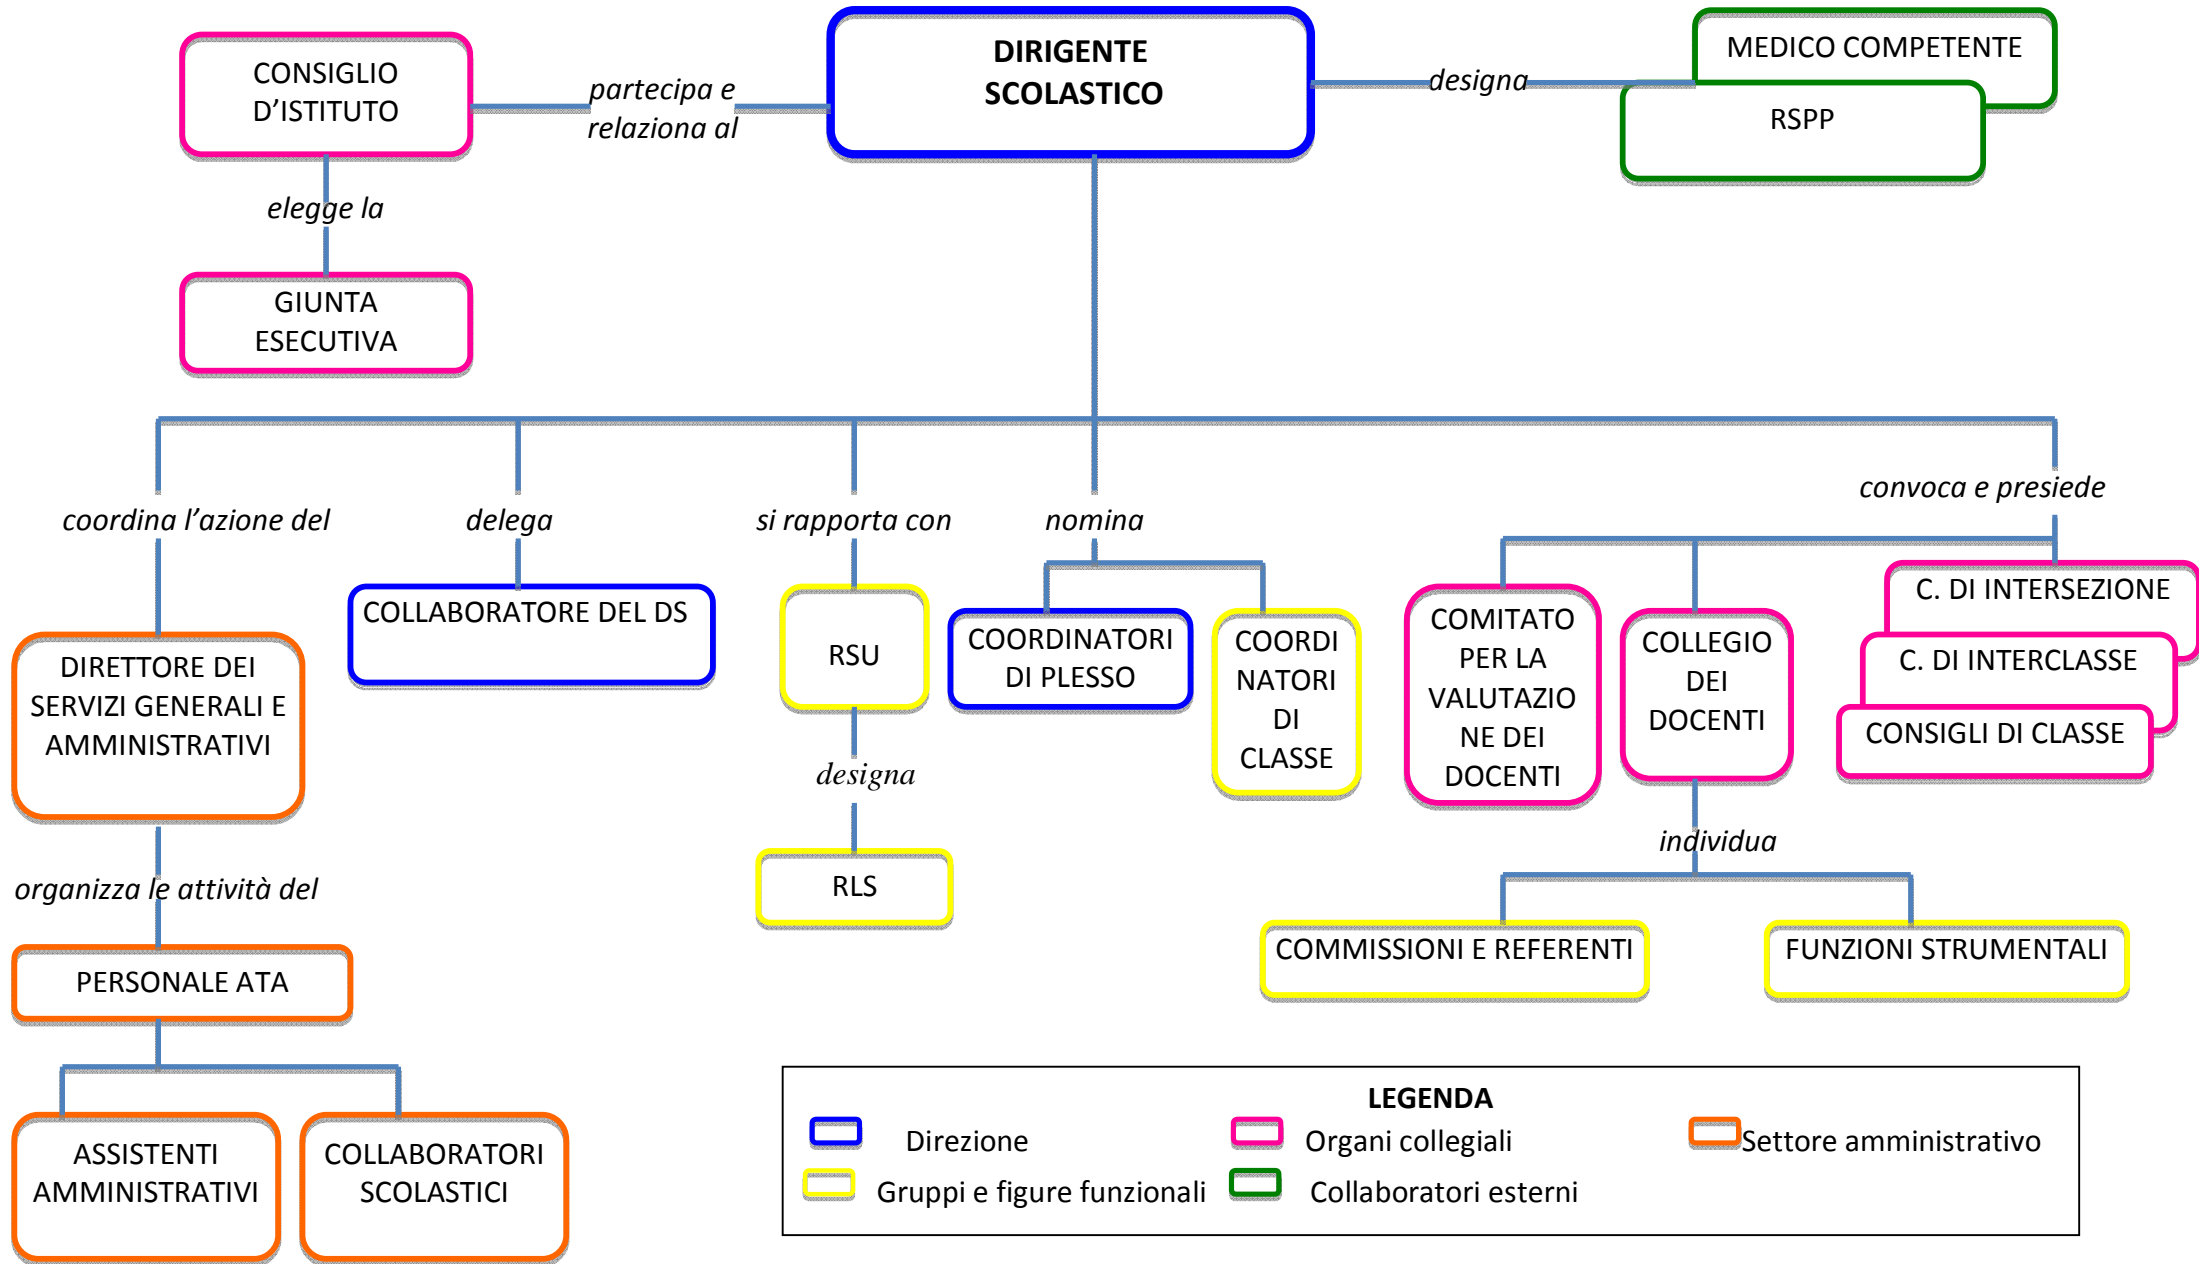 CONSIGLIO
D'ISTITUTO
partecipa e
relaziona al
DIRIGENTE
SCOLASTICO
designa
MEDICO COMPETENTE
RSPP
elegge la
GIUNTA
ESECUTIVA
coordina l’azione del
delega
si rapporta con
nomina
convoca e presiede
DIRETTORE DEI
SERVIZI GENERALI E
AMMINISTRATIVI
COLLABORATORE DEL DS
RSU
COORDINATORI
DI PLESSO
COORDI
NATORI
DI
CLASSE
COMITATO
PER LA
VALUTAZIO
NE DEI
DOCENTI
COLLEGIO
DEI
DOCENTI
C. DI INTERSEZIONE
C. DI INTERCLASSE
CONSIGLI DI CLASSE
designa
individua
organizza le attività del
RLS
COMMISSIONI E REFERENTI
FUNZIONI STRUMENTALI
PERSONALE ATA
ASSISTENTI
AMMINISTRATIVI
COLLABORATORI
SCOLASTICI
LEGENDA
Direzione
Organi collegiali
Settore amministrativo
Gruppi e figure funzionali
Collaboratori esterni